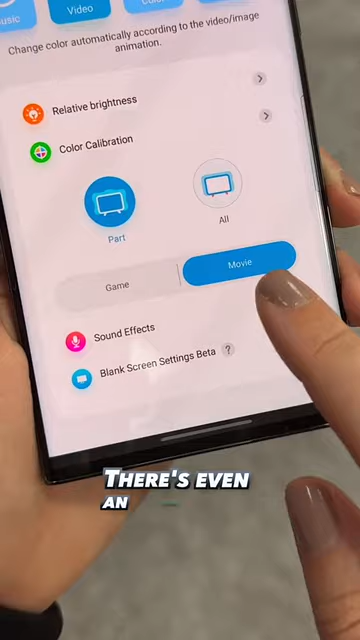 Video
Change color automatically according to the video/image
animation.
Relative brightness
Color Calibration
Part
All
Game
Movie
Sound Effects
Blank Screen Settings Beta ?
THERE'S EVEN
AN